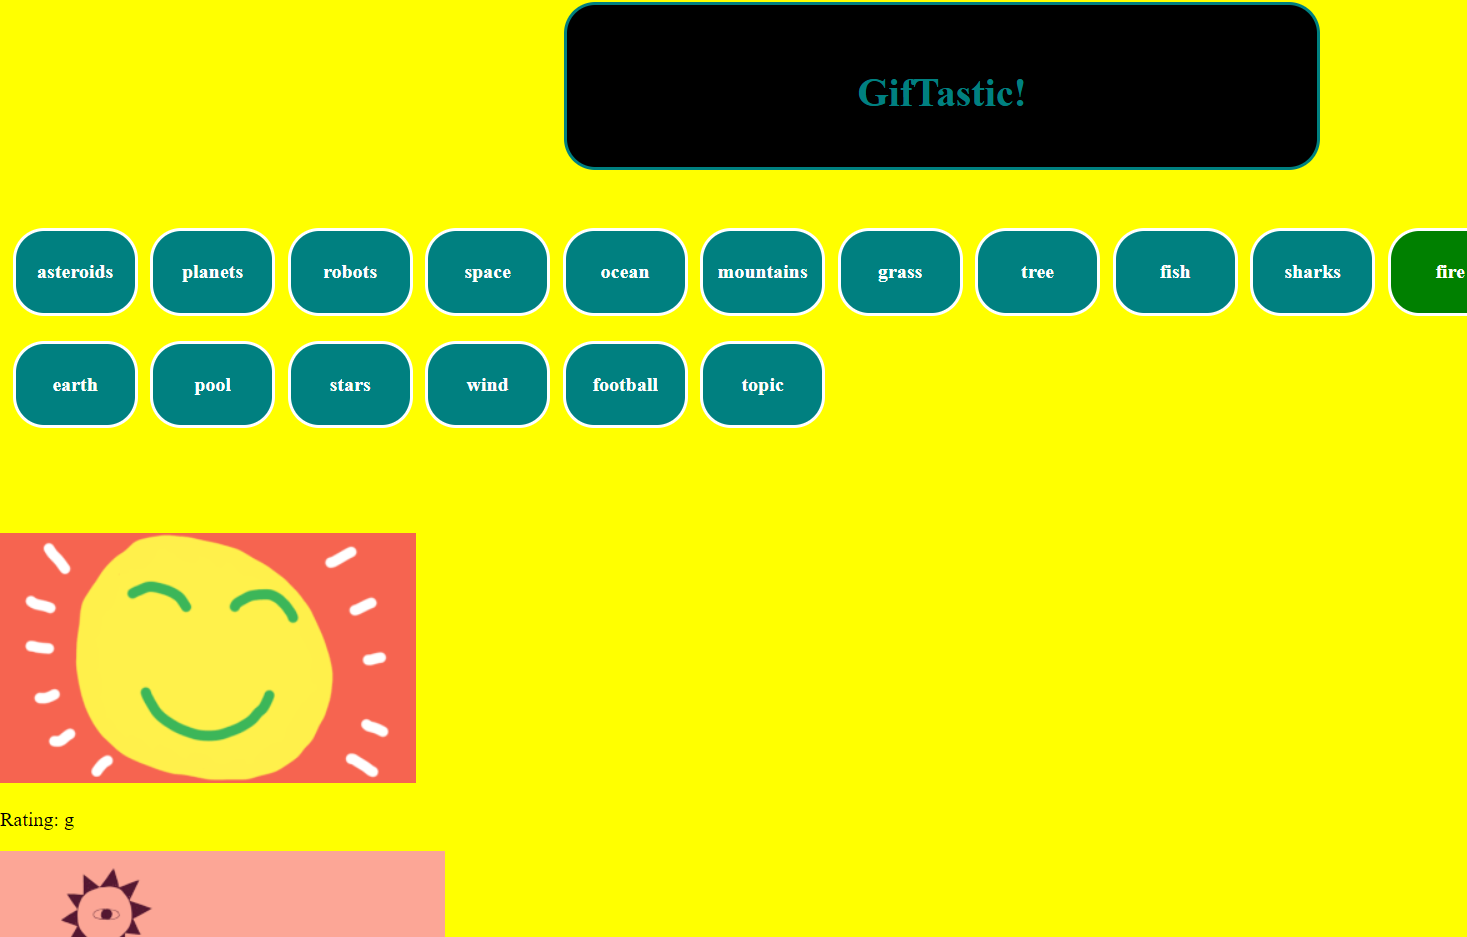 GifTastic!
asteroids planets robots space ocean mountains grass tree fish sharks fire
earth pool stars wind football topic
Rating: g